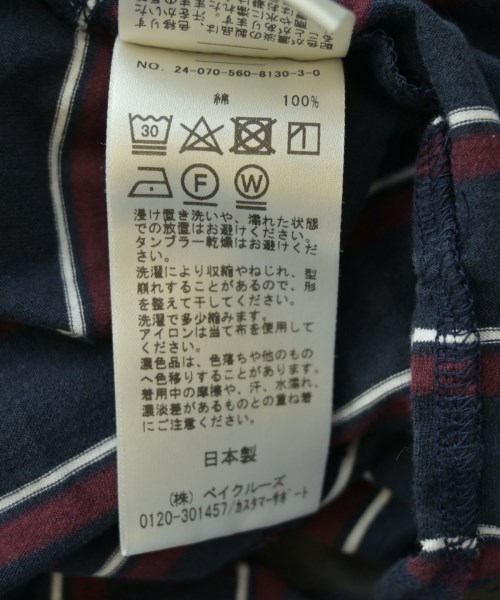 色移りす
NO. 24-070-560-8130-3-0
綿 100%
30
F W
浸け置き洗いや、濡れた状態
での放置はお避けください。
タンブラー乾燥はお避けくだ
さい。
洗濯により収縮やねじれ、型
崩れすることがあるので、形
を整えて干してください。
洗濯で多少縮みます。
アイロンは当て布を使用して
ください。
濃色品は、色落ちや他のもの
へ色移りすることがあります。
着用中の摩擦や、汗、水濡れ、
濃淡差があるものとの重ね着
にご注意ください。
日本製
(株) ベイクルーズ
0120-301457/カスタマーサポート